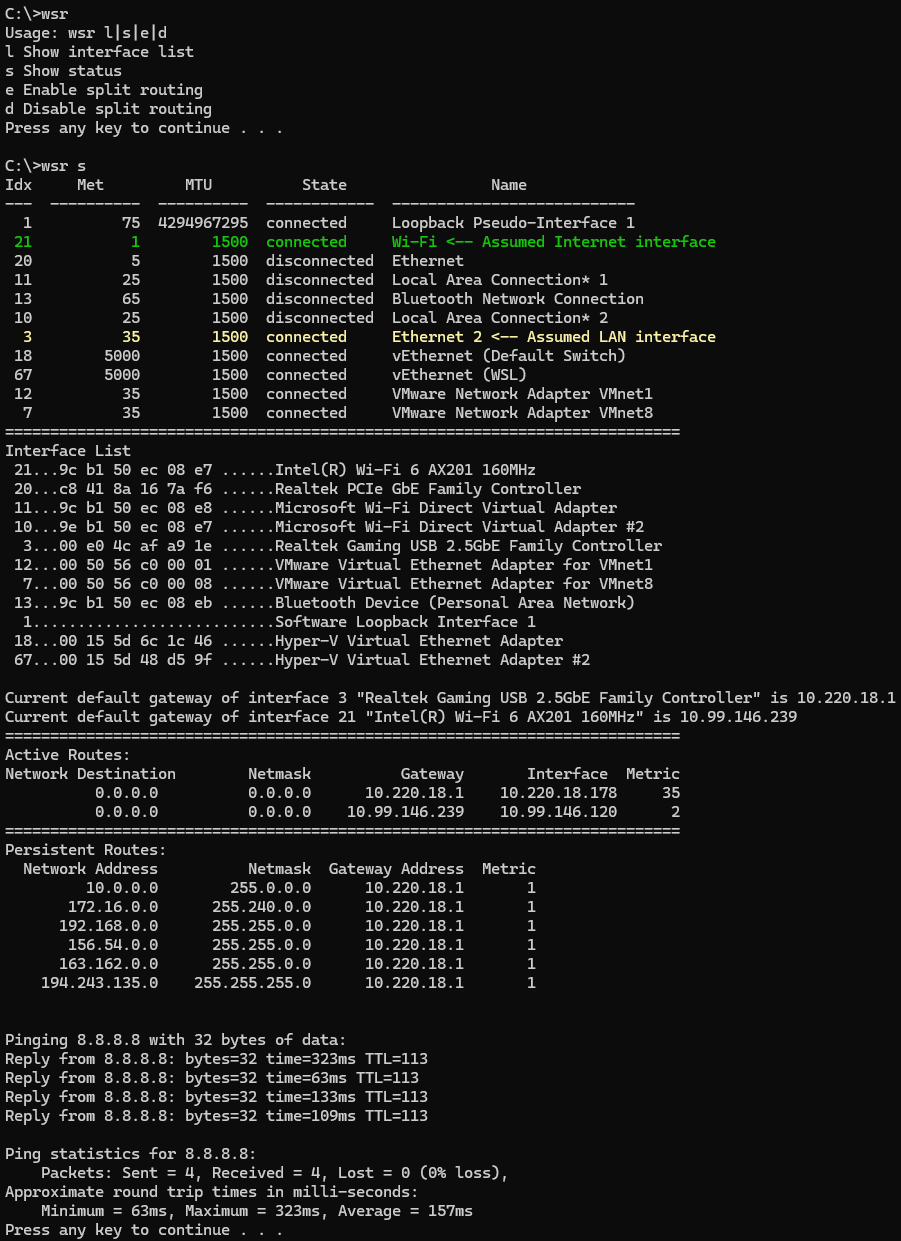 C:\>wsr
Usage: wsr l|s|e|d
l Show interface list
s Show status
e Enable split routing
d Disable split routing
Press any key to continue . . .

C:\>wsr s
Idx     Met         MTU          State                Name
---  ----------  ----------  ------------  ---------------------------
  1          75  4294967295  connected     Loopback Pseudo-Interface 1
 21           1        1500  connected     Wi-Fi <-- Assumed Internet interface
 20           5        1500  disconnected  Ethernet
 11          25        1500  disconnected  Local Area Connection* 1
 13          65        1500  disconnected  Bluetooth Network Connection
 10          25        1500  disconnected  Local Area Connection* 2
  3          35        1500  connected     Ethernet 2 <-- Assumed LAN interface
 18        5000        1500  connected     vEthernet (Default Switch)
 67        5000        1500  connected     vEthernet (WSL)
 12          35        1500  connected     VMware Network Adapter VMnet1
  7          35        1500  connected     VMware Network Adapter VMnet8
===========================================================================
Interface List
 21...9c b1 50 ec 08 e7 ......Intel(R) Wi-Fi 6 AX201 160MHz
 20...c8 41 8a 16 7a f6 ......Realtek PCIe GbE Family Controller
 11...9c b1 50 ec 08 e8 ......Microsoft Wi-Fi Direct Virtual Adapter
 10...9e b1 50 ec 08 e7 ......Microsoft Wi-Fi Direct Virtual Adapter #2
  3...00 e0 4c af a9 1e ......Realtek Gaming USB 2.5GbE Family Controller
 12...00 50 56 c0 00 01 ......VMware Virtual Ethernet Adapter for VMnet1
  7...00 50 56 c0 00 08 ......VMware Virtual Ethernet Adapter for VMnet8
 13...9c b1 50 ec 08 eb ......Bluetooth Device (Personal Area Network)
  1...........................Software Loopback Interface 1
 18...00 15 5d 6c 1c 46 ......Hyper-V Virtual Ethernet Adapter
 67...00 15 5d 48 d5 9f ......Hyper-V Virtual Ethernet Adapter #2

Current default gateway of interface 3 "Realtek Gaming USB 2.5GbE Family Controller" is 10.220.18.1
Current default gateway of interface 21 "Intel(R) Wi-Fi 6 AX201 160MHz" is 10.99.146.239
===========================================================================
Active Routes:
Network Destination        Netmask          Gateway       Interface  Metric
          0.0.0.0          0.0.0.0      10.220.18.1    10.220.18.178     35
          0.0.0.0          0.0.0.0    10.99.146.239    10.99.146.120      2
===========================================================================
Persistent Routes:
  Network Address          Netmask  Gateway Address  Metric
         10.0.0.0        255.0.0.0      10.220.18.1       1
       172.16.0.0      255.240.0.0      10.220.18.1       1
      192.168.0.0      255.255.0.0      10.220.18.1       1
       156.54.0.0      255.255.0.0      10.220.18.1       1
      163.162.0.0      255.255.0.0      10.220.18.1       1
    194.243.135.0    255.255.255.0      10.220.18.1       1

Pinging 8.8.8.8 with 32 bytes of data:
Reply from 8.8.8.8: bytes=32 time=323ms TTL=113
Reply from 8.8.8.8: bytes=32 time=63ms TTL=113
Reply from 8.8.8.8: bytes=32 time=133ms TTL=113
Reply from 8.8.8.8: bytes=32 time=109ms TTL=113

Ping statistics for 8.8.8.8:
    Packets: Sent = 4, Received = 4, Lost = 0 (0% loss),
Approximate round trip times in milli-seconds:
    Minimum = 63ms, Maximum = 323ms, Average = 157ms
Press any key to continue . . .